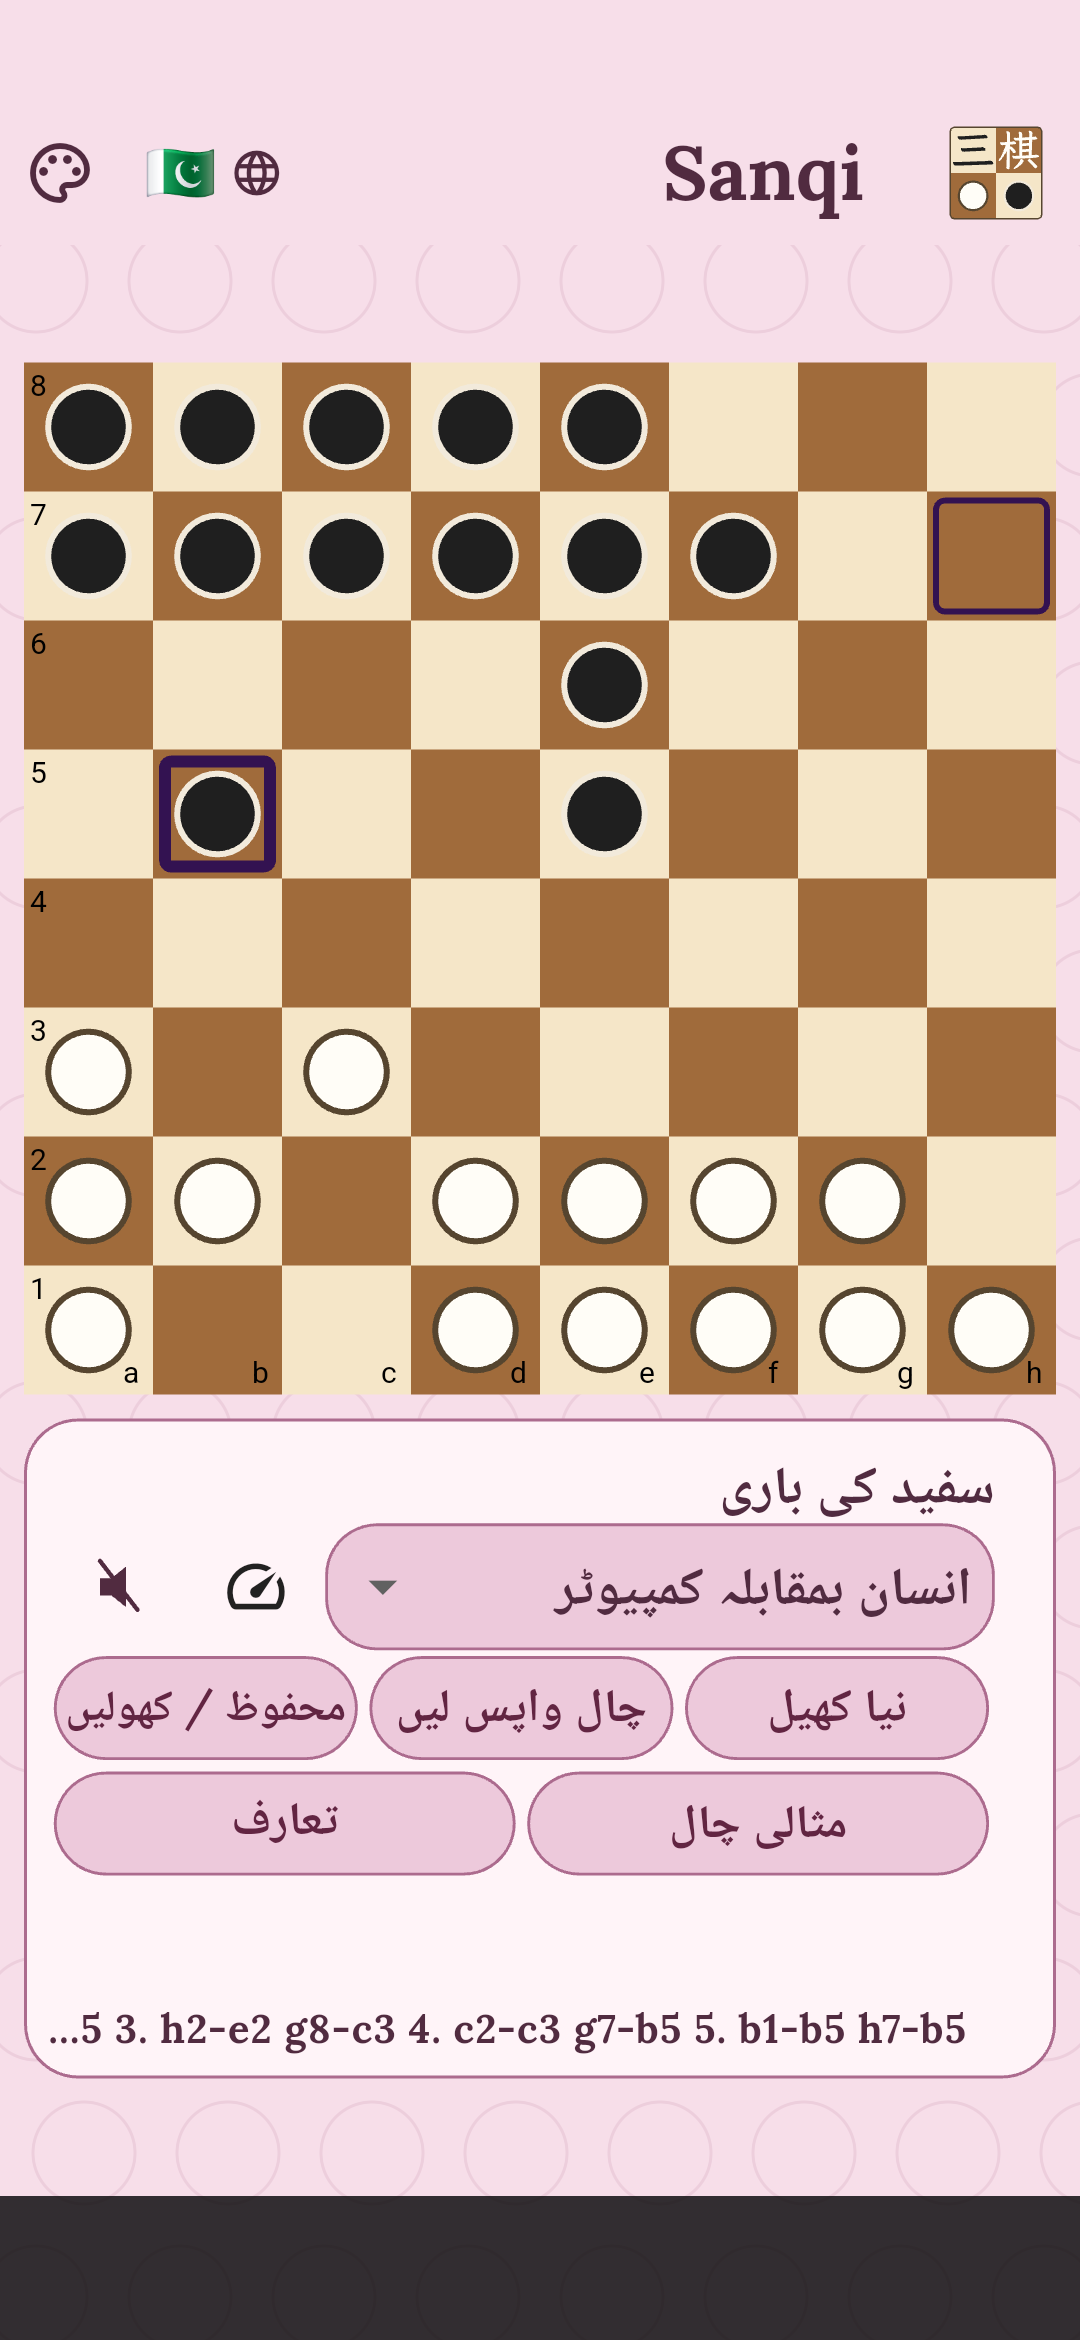 Sanqi
三棋
8
7
6
5
4
3
2
1
a b c d e f g h
سفید کی باری
انسان بمقابلہ کمپیوٹر
نیا کھیل
چال واپس لیں
محفوظ / کھولیں
مثالی چال
تعارف
...5 3. h2-e2 g8-c3 4. c2-c3 g7-b5 5. b1-b5 h7-b5